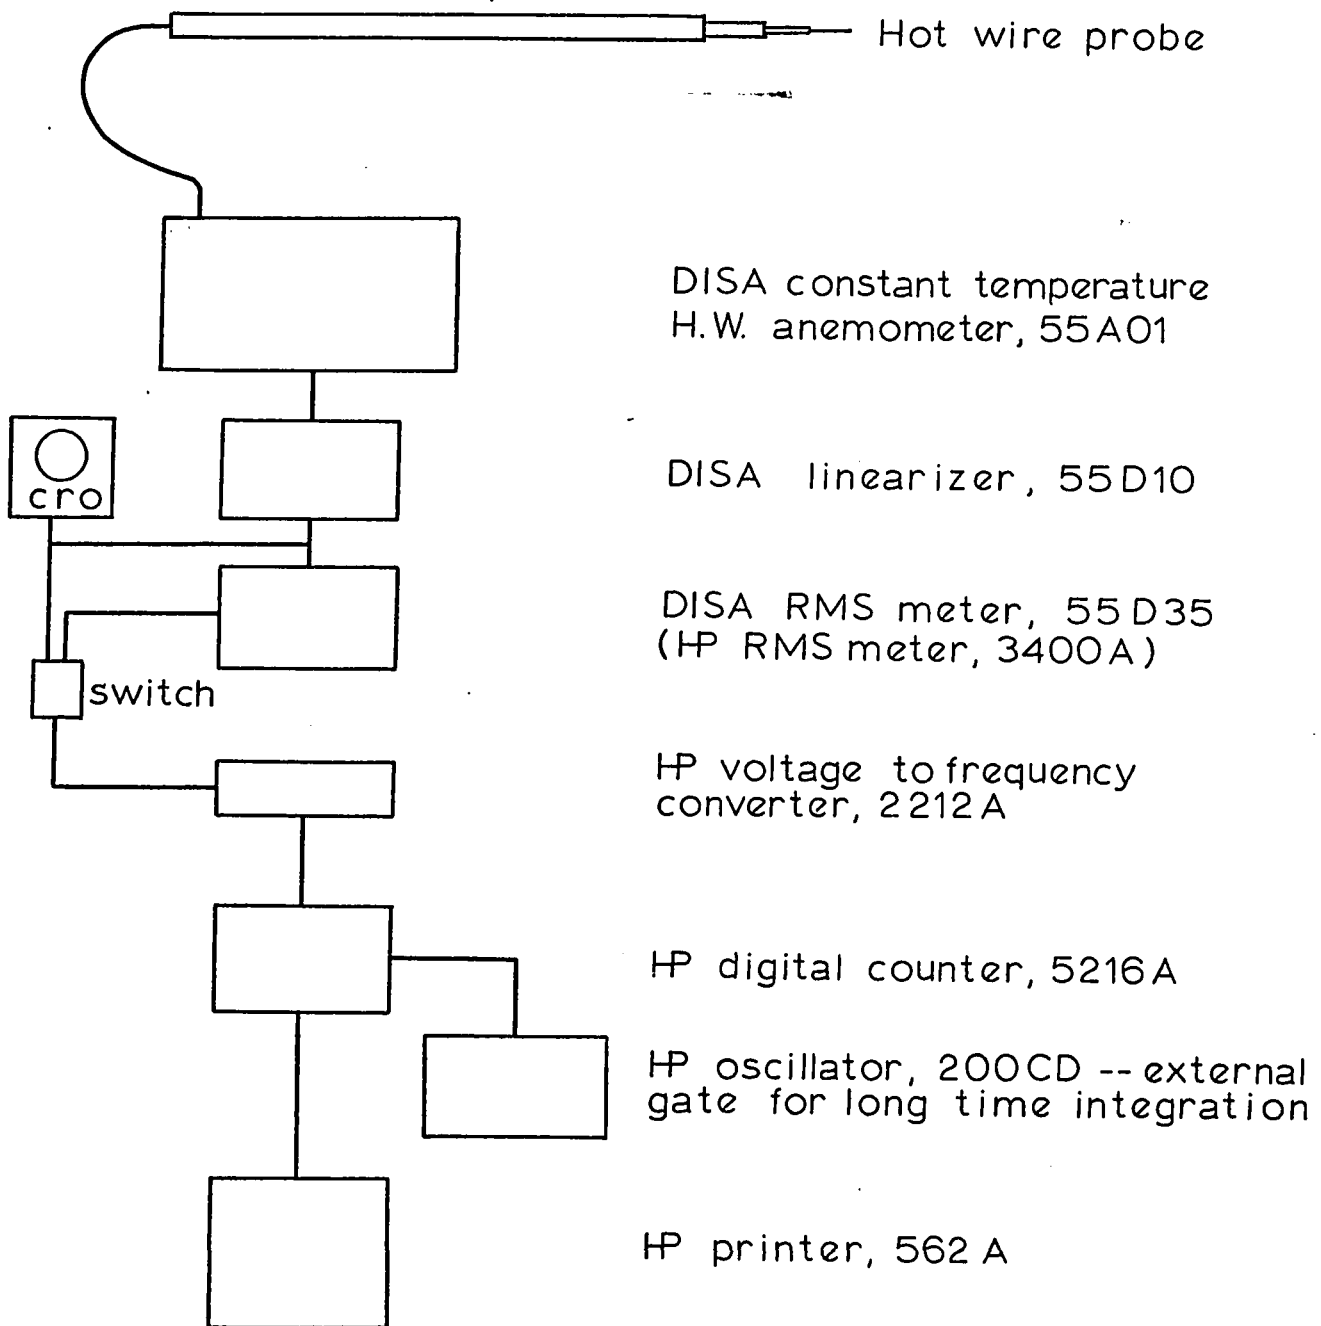 Hot wire probe
DISA constant temperature
H.W. anemometer, 55A01
cro
DISA linearizer, 55D10
DISA RMS meter, 55D35
(HP RMS meter, 3400A)
switch
HP voltage to frequency
converter, 2212A
HP digital counter, 5216A
HP oscillator, 200CD -- external
gate for long time integration
HP printer, 562A